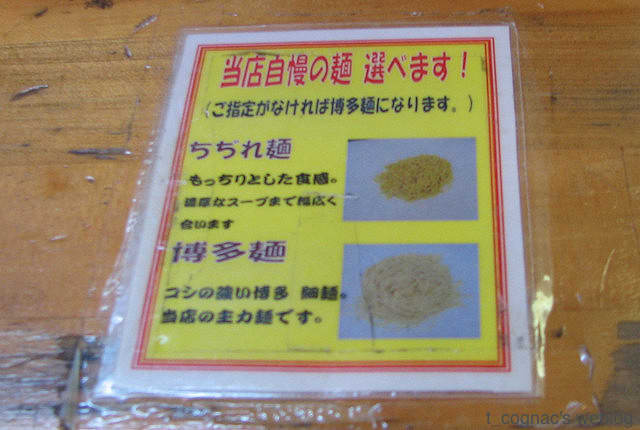 当店自慢の麺 選べます!
(ご指定がなければ博多麺になります。)
ちぢれ麺
もっちりとした食感。
濃厚なスープまで幅広く
合います
博多麺
コシの強い博多 細麺。
当店の主力麺です。
t_cognac's weblog